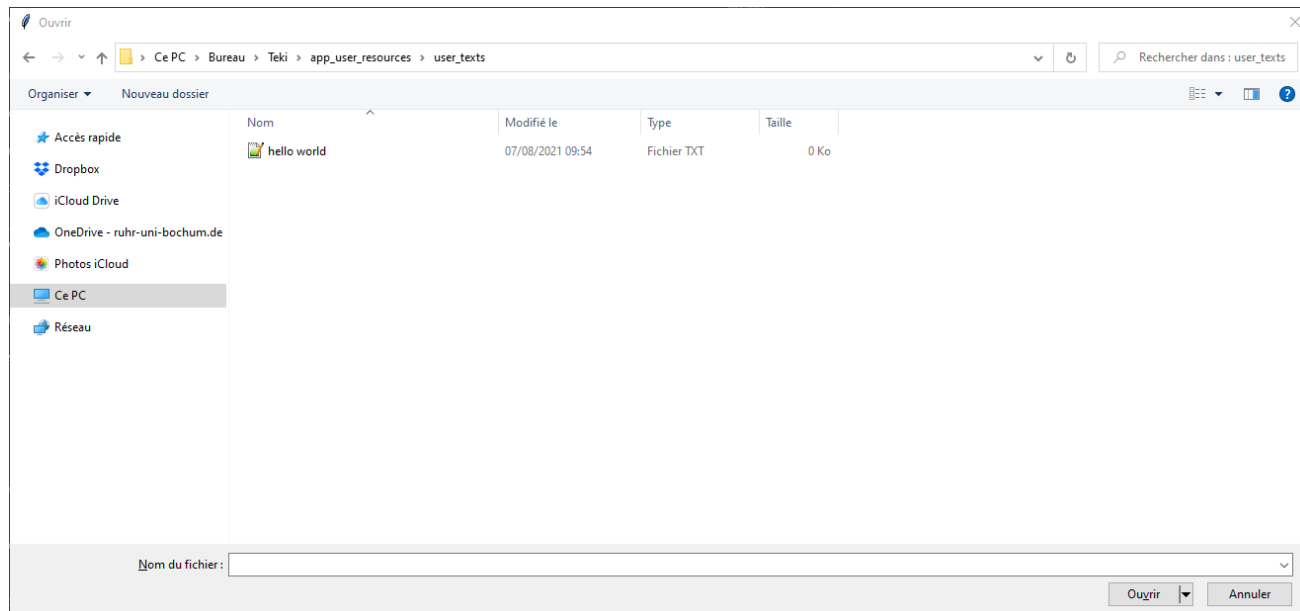 Ouvrir
Ce PC > Bureau > Teki > app_user_resources > user_texts
Rechercher dans : user_texts
Organiser
Nouveau dossier
Nom
Modifié le
Type
Taille
hello world
07/08/2021 09:54
Fichier TXT
0 Ko
Accès rapide
Dropbox
iCloud Drive
OneDrive - ruhr-uni-bochum.de
Photos iCloud
Ce PC
Réseau
Nom du fichier :
Ouvrir
Annuler